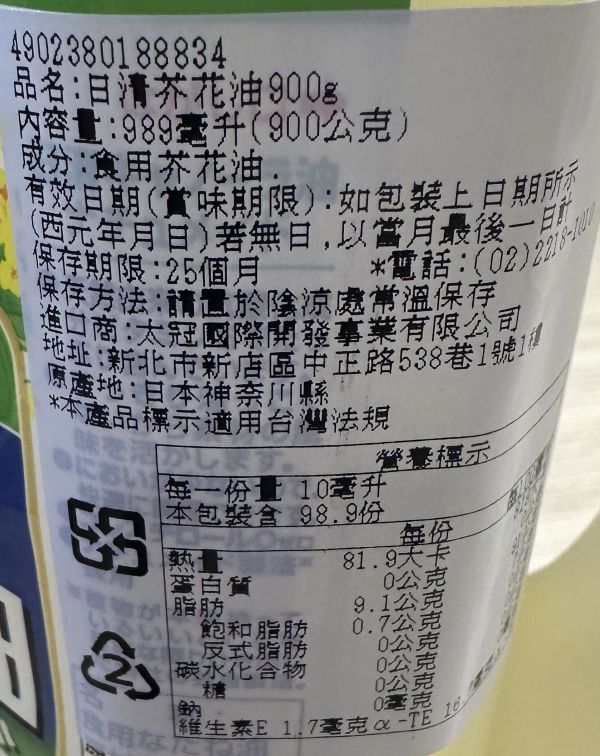 4902380188834
品名:日清芥花油900g
內容量:989毫升(900公克)
成分:食用芥花油.
有效日期(賞味期限):如包裝上日期所示
(西元年月日)若無日,以當月最後一日計
保存期限:25個月 *電話:(02)2218-1010
保存方法:請置於陰涼處常溫保存
進口商:太冠國際開發事業有限公司
地址:新北市新店區中正路538巷1號1樓
原產地:日本神奈川縣
*本產品標示適用台灣法規
營養標示
每一份量 10毫升
本包裝含 98.9份
每份
熱量 81.9大卡
蛋白質 0公克
脂肪 9.1公克
飽和脂肪 0.7公克
反式脂肪 0公克
碳水化合物 0公克
糖 0公克
鈉 0毫克
維生素E 1.7毫克α-TE
2